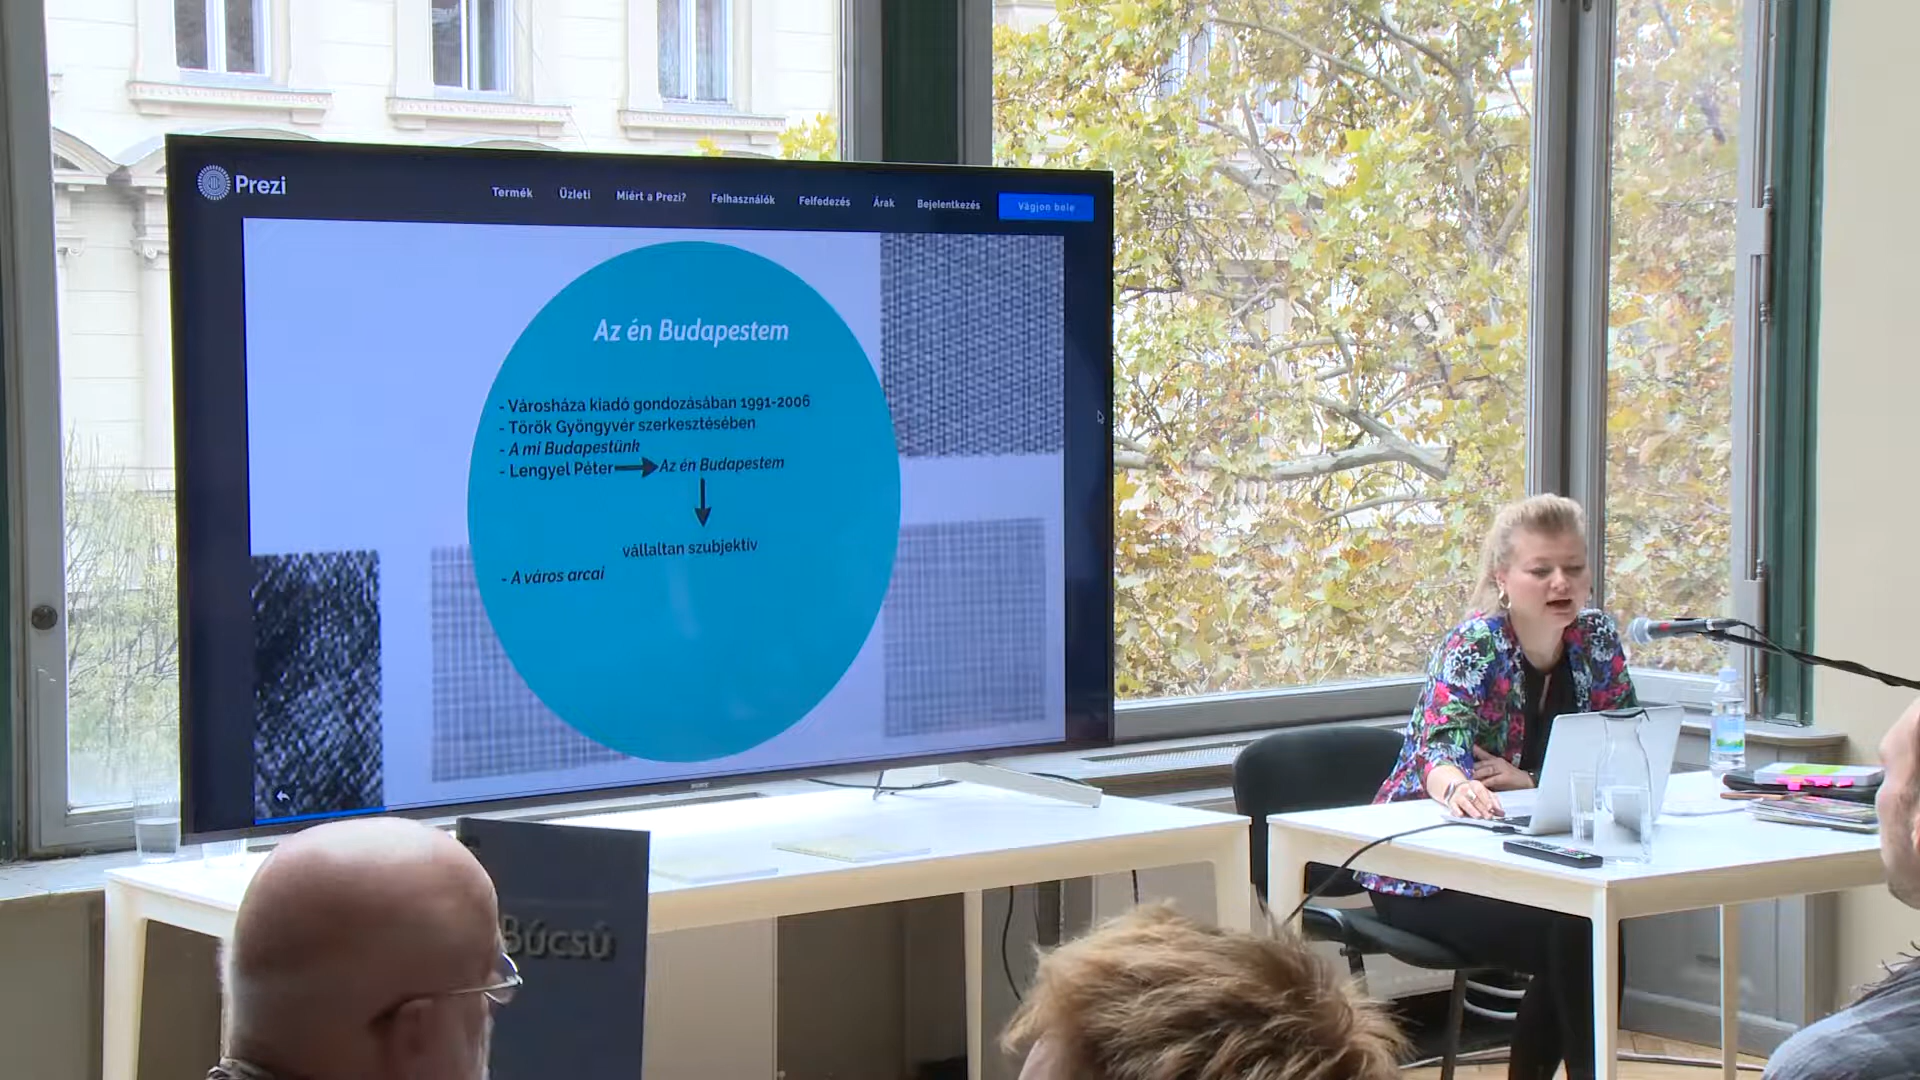 Prezi
Termék Üzleti Miért a Prezi? Felhasználók Felfedezés Árak Bejelentkezés Vágjon bele
Az én Budapestem
- Városháza kiadó gondozásában 1991-2006
- Török Gyöngyvér szerkesztésében
- A mi Budapestünk
- Lengyel Péter Az én Budapestem
vállaltan szubjektív
- A város arcai
SONY
Búcsú